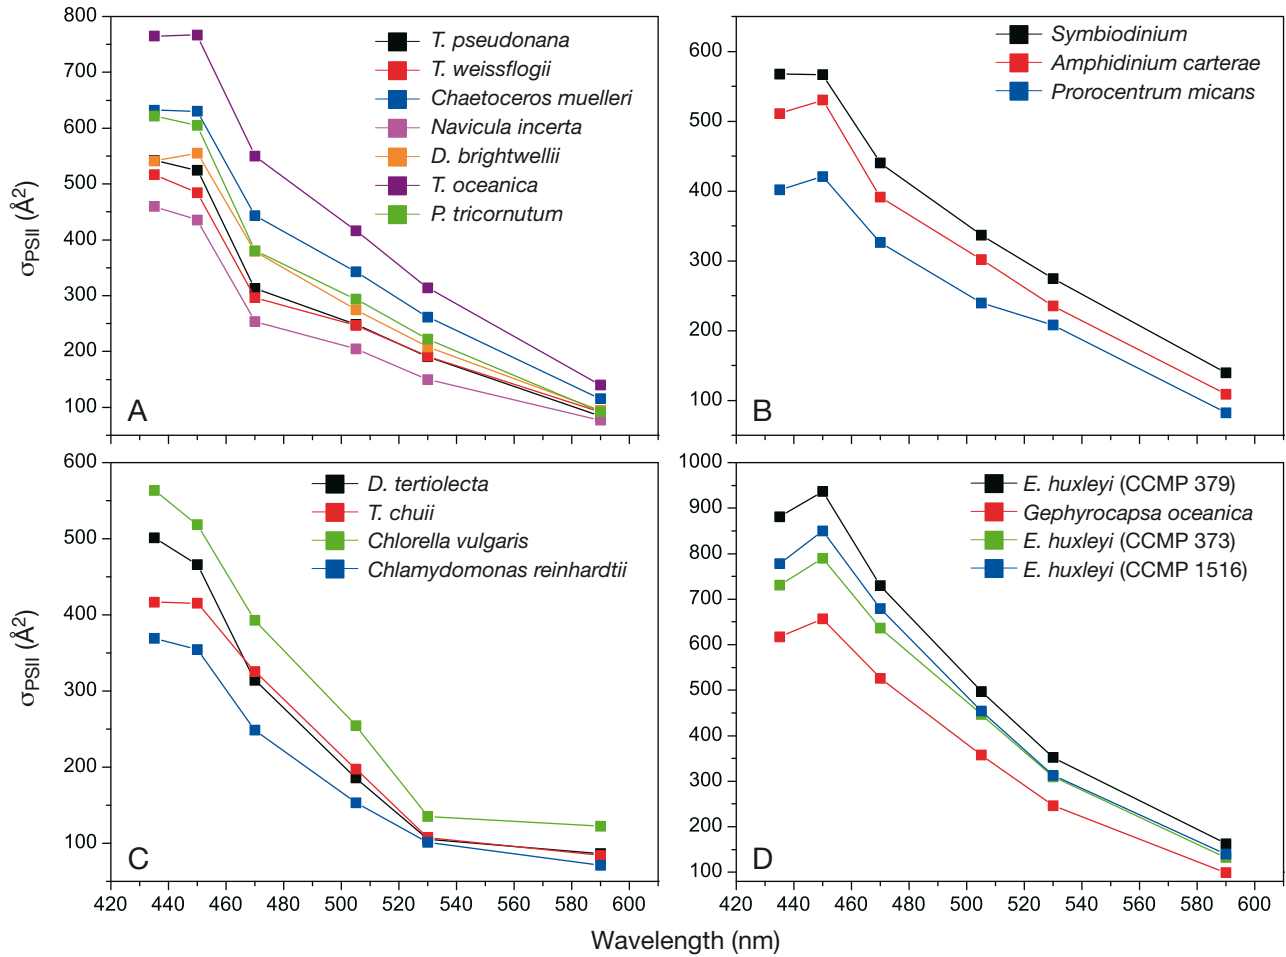 800
700
600
500
400
300
200
100
σPSII (Å2)
T. pseudonana
T. weissflogii
Chaetoceros muelleri
Navicula incerta
D. brightwellii
T. oceanica
P. tricornutum
A
600
500
400
300
200
100
Symbiodinium
Amphidinium carterae
Prorocentrum micans
B
600
500
400
300
200
100
σPSII (Å2)
D. tertiolecta
T. chuii
Chlorella vulgaris
Chlamydomonas reinhardtii
C
420 440 460 480 500 520 540 560 580 600
1000
900
800
700
600
500
400
300
200
100
E. huxleyi (CCMP 379)
Gephyrocapsa oceanica
E. huxleyi (CCMP 373)
E. huxleyi (CCMP 1516)
D
420 440 460 480 500 520 540 560 580 600
Wavelength (nm)